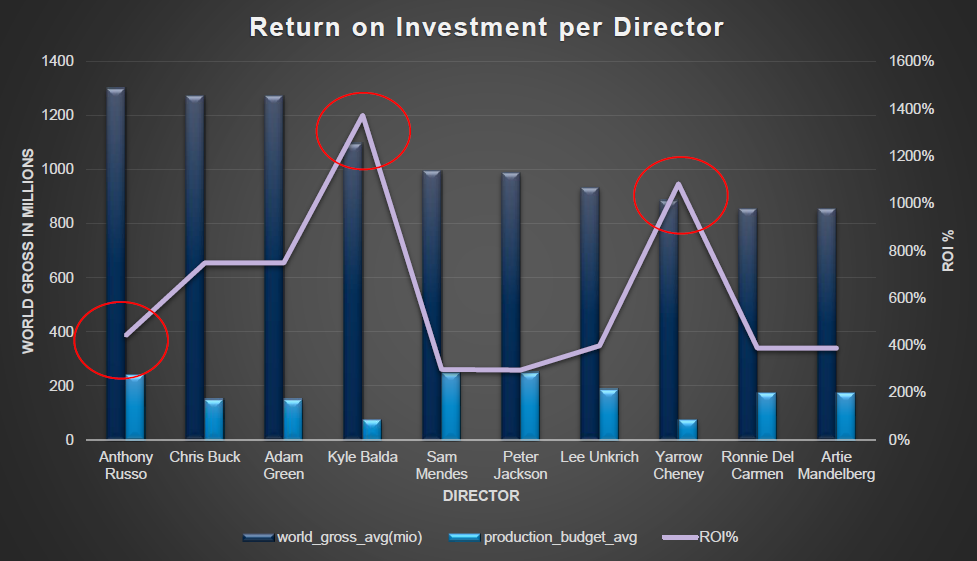 Return on Investment per Director
1400
1200
1000
800
600
400
200
0
WORLD GROSS IN MILLIONS
1600%
1400%
1200%
1000%
800%
600%
400%
200%
0%
ROI %
Anthony
Russo
Chris Buck
Adam
Green
Kyle Balda
Sam
Mendes
Peter
Jackson
Lee Unkrich
Yarrow
Cheney
Ronnie Del
Carmen
Artie
Mandelberg
DIRECTOR
world_gross_avg(mio)
production_budget_avg
ROI%